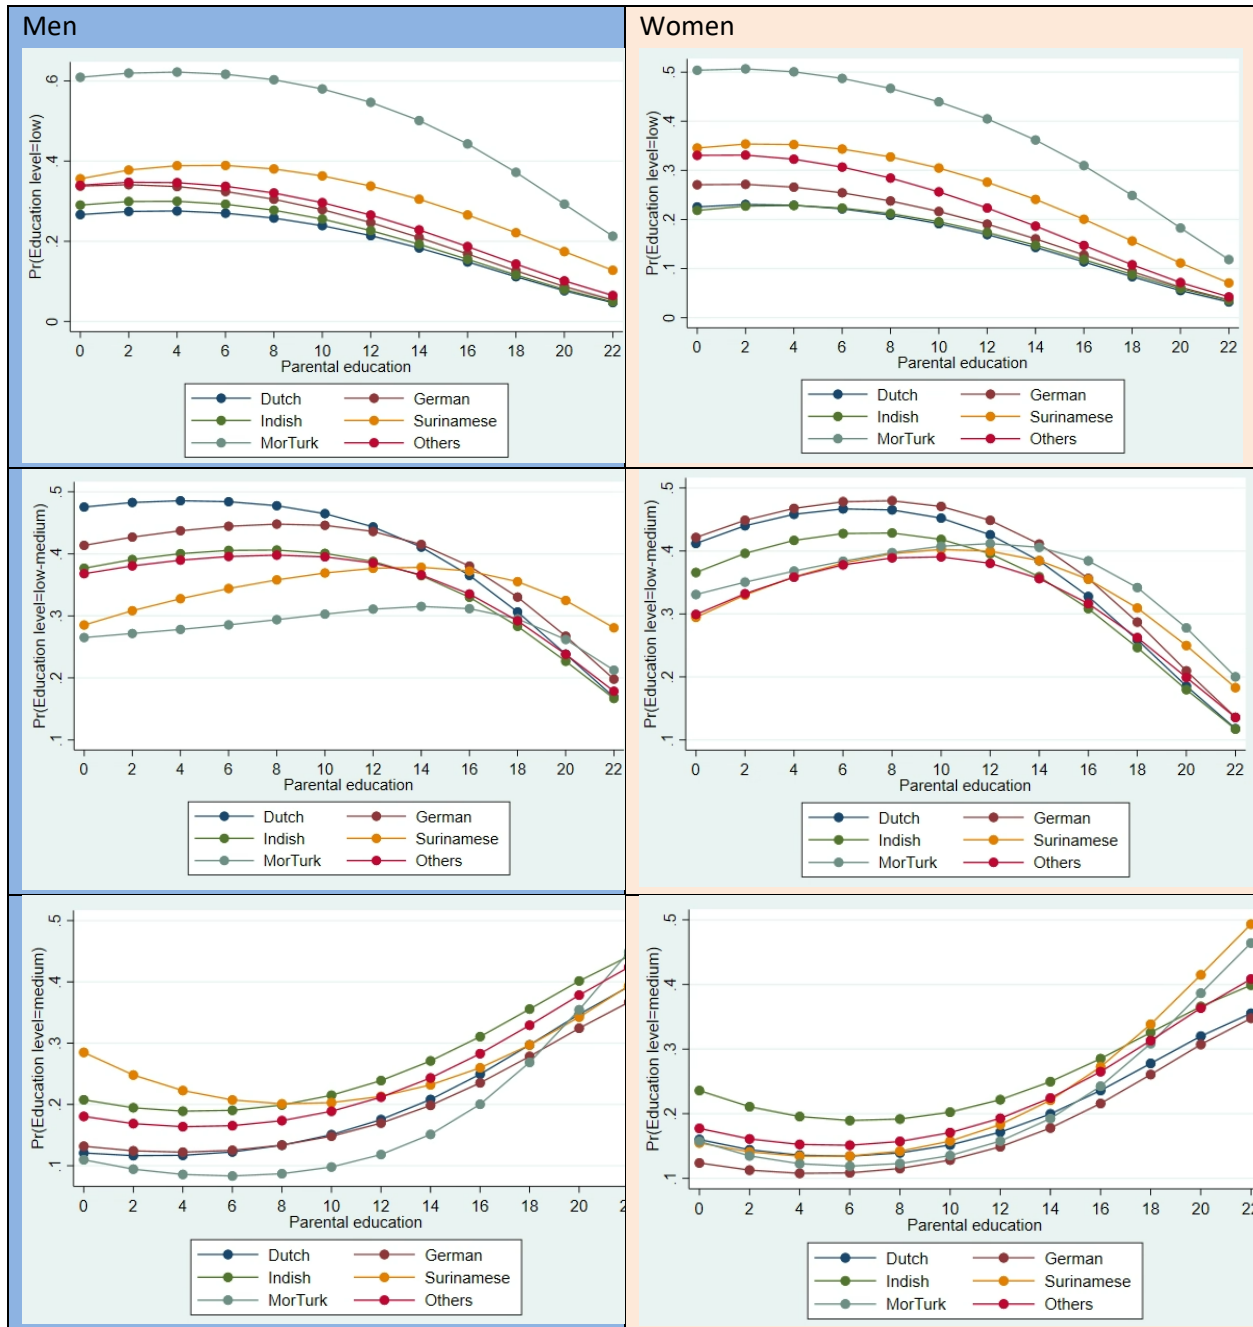 Men
Women
Pr(Education level=low)
0 .2 .4 .6
0 2 4 6 8 10 12 14 16 18 20 22
Parental education
Dutch German
Indish Surinamese
MorTurk Others
Pr(Education level=low)
0 .1 .2 .3 .4 .5
0 2 4 6 8 10 12 14 16 18 20 22
Parental education
Dutch German
Indish Surinamese
MorTurk Others
Pr(Education level=low-medium)
.1 .2 .3 .4 .5
0 2 4 6 8 10 12 14 16 18 20 22
Parental education
Dutch German
Indish Surinamese
MorTurk Others
Pr(Education level=low-medium)
.1 .2 .3 .4 .5
0 2 4 6 8 10 12 14 16 18 20 22
Parental education
Dutch German
Indish Surinamese
MorTurk Others
Pr(Education level=medium)
.1 .2 .3 .4 .5
0 2 4 6 8 10 12 14 16 18 20 2
Parental education
Dutch German
Indish Surinamese
MorTurk Others
Pr(Education level=medium)
.1 .2 .3 .4 .5
0 2 4 6 8 10 12 14 16 18 20 22
Parental education
Dutch German
Indish Surinamese
MorTurk Others